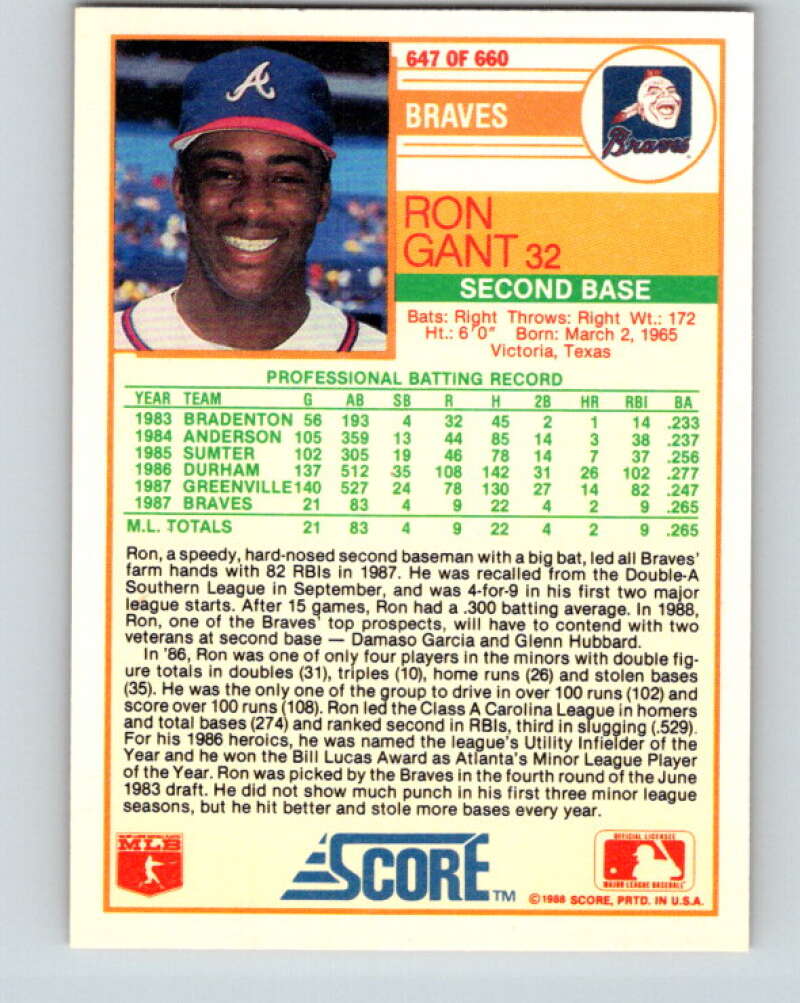 647 OF 660
BRAVES
Braves
RON
GANT 32
SECOND BASE
Bats: Right Throws: Right Wt.: 172
Ht.: 6'0" Born: March 2, 1965
Victoria, Texas
PROFESSIONAL BATTING RECORD
YEAR TEAM G AB SB R H 2B HR RBI BA
1983 BRADENTON 56 193 4 32 45 2 1 14 .233
1984 ANDERSON 105 359 13 44 85 14 3 38 .237
1985 SUMTER 102 305 19 46 78 14 7 37 .256
1986 DURHAM 137 512 35 108 142 31 26 102 .277
1987 GREENVILLE 140 527 24 78 130 27 14 82 .247
1987 BRAVES 21 83 4 9 22 4 2 9 .265
M.L. TOTALS 21 83 4 9 22 4 2 9 .265
Ron, a speedy, hard-nosed second baseman with a big bat, led all Braves'
farm hands with 82 RBIs in 1987. He was recalled from the Double-A
Southern League in September, and was 4-for-9 in his first two major
league starts. After 15 games, Ron had a .300 batting average. In 1988,
Ron, one of the Braves' top prospects, will have to contend with two
veterans at second base — Damaso Garcia and Glenn Hubbard.
In '86, Ron was one of only four players in the minors with double fig-
ure totals in doubles (31), triples (10), home runs (26) and stolen bases
(35). He was the only one of the group to drive in over 100 runs (102) and
score over 100 runs (108). Ron led the Class A Carolina League in homers
and total bases (274) and ranked second in RBIs, third in slugging (.529).
For his 1986 heroics, he was named the league's Utility Infielder of the
Year and he won the Bill Lucas Award as Atlanta's Minor League Player
of the Year. Ron was picked by the Braves in the fourth round of the June
1983 draft. He did not show much punch in his first three minor league
seasons, but he hit better and stole more bases every year.
MLB
SCORE TM
OFFICIAL LICENSEE
MAJOR LEAGUE BASEBALL
©1988 SCORE, PRTD. IN U.S.A.